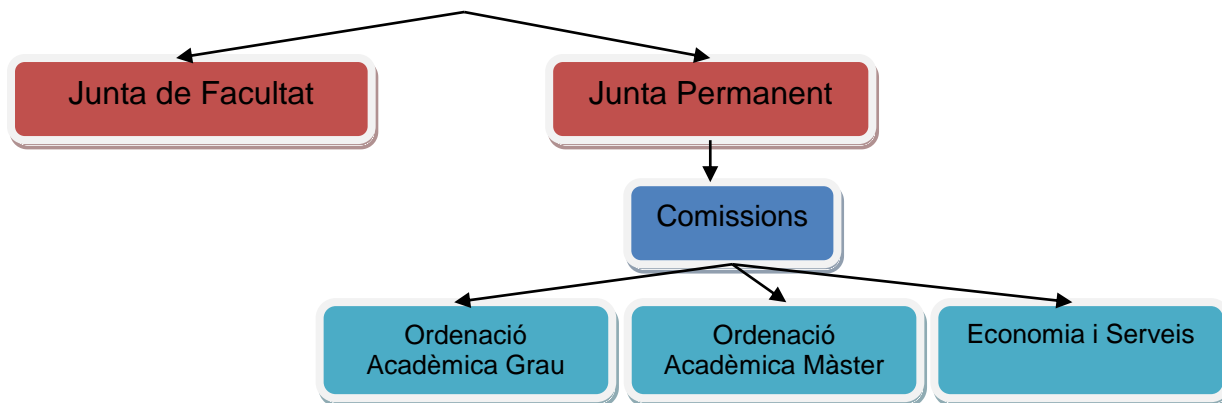 Junta de Facultat
Junta Permanent
Comissions
Ordenació
Acadèmica Grau
Ordenació
Acadèmica Màster
Economia i Serveis